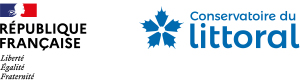 RÉPUBLIQUE
FRANÇAISE
Liberté
Égalité
Fraternité
Conservatoire du
littoral